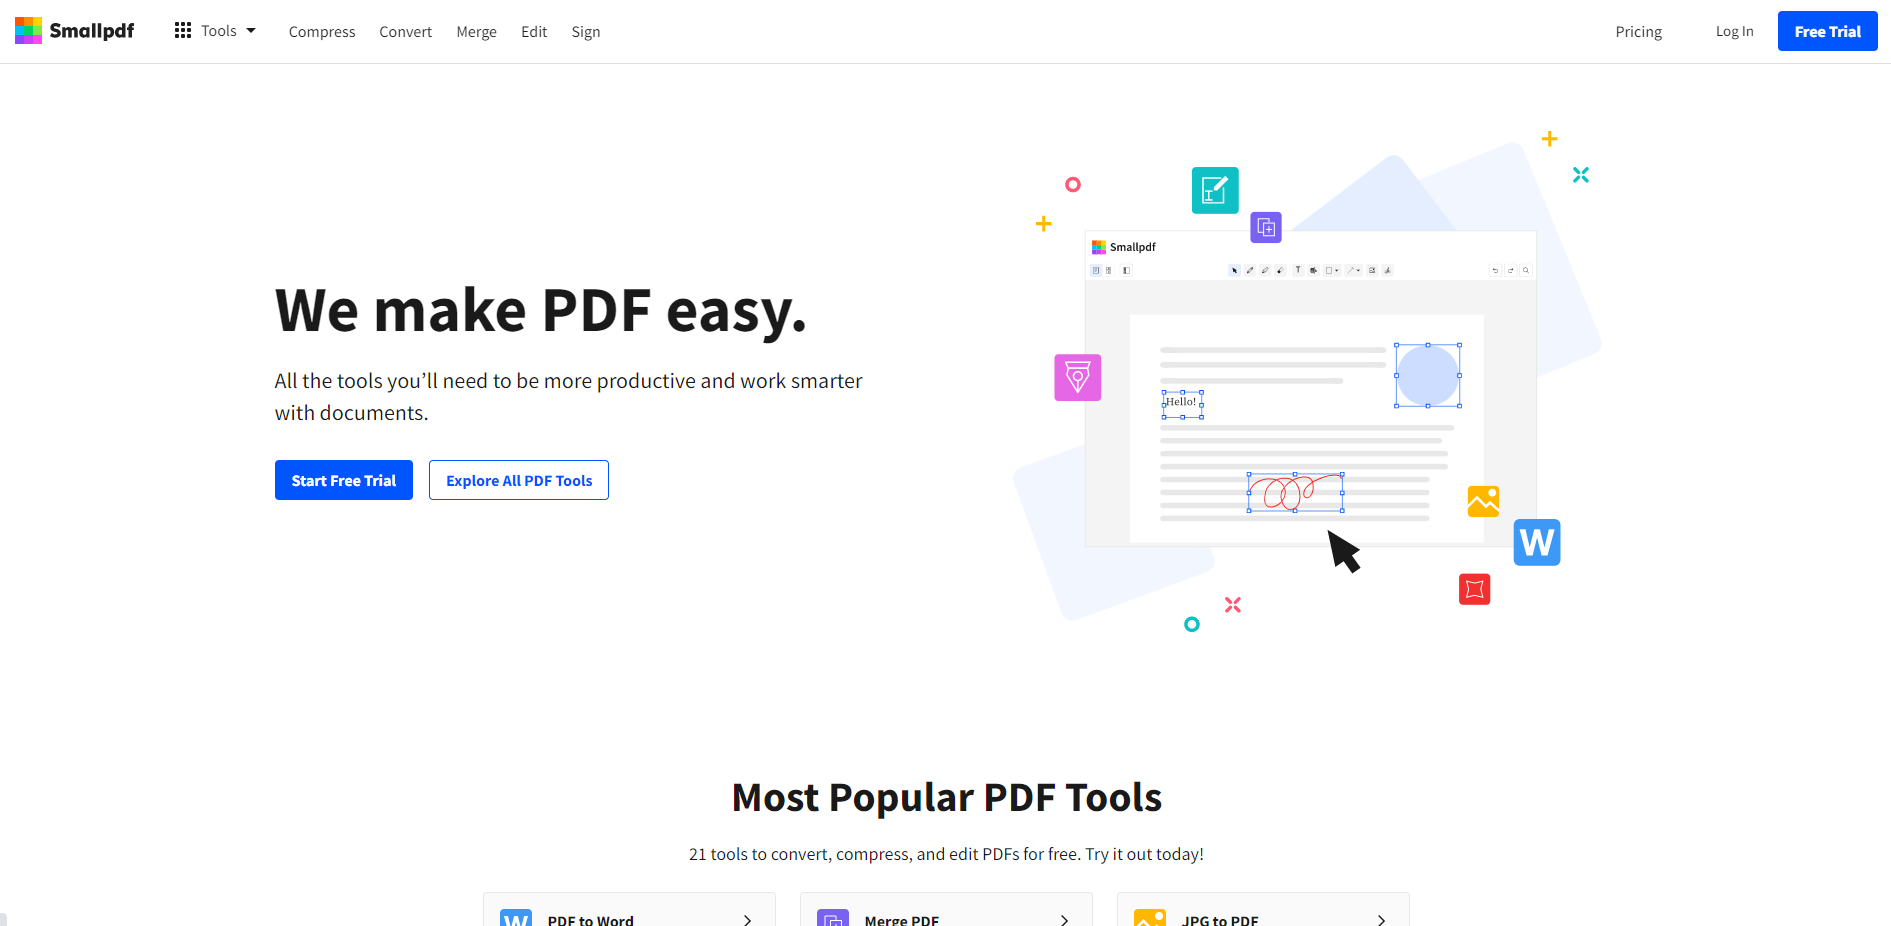 Smallpdf
Tools
Compress
Convert
Merge
Edit
Sign
Pricing
Log In
Free Trial
We make PDF easy.
All the tools you’ll need to be more productive and work smarter
with documents.
Start Free Trial
Explore All PDF Tools
Smallpdf
T
Hello!
W
Most Popular PDF Tools
21 tools to convert, compress, and edit PDFs for free. Try it out today!
W
PDF to Word
Merge PDF
JPG to PDF